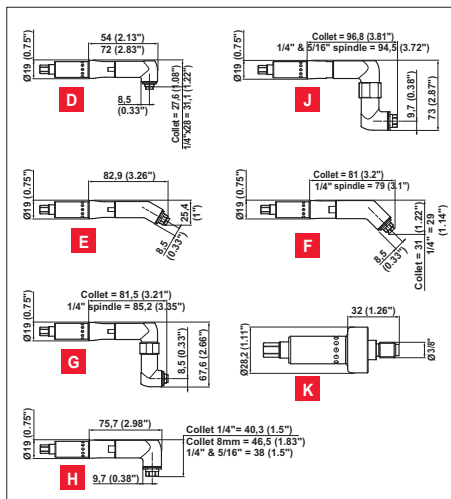 54 (2.13")
72 (2.83")
Ø19 (0.75")
D
8,5
(0.33")
Collet = 27,6 (1.08")
1/4"x28 = 31,1 (1.22")
Collet = 96,8 (3.81")
1/4" & 5/16" spindle = 94,5 (3.72")
Ø19 (0.75")
J
9,7 (0.38")
73 (2.87")
82,9 (3.26")
Ø19 (0.75")
E
25,4
(1")
8,5
(0.33")
Collet = 81 (3.2")
1/4" spindle = 79 (3.1")
Ø19 (0.75")
F
8,5
(0.33")
Collet = 31 (1.22")
1/4" = 29
(1.14")
Collet = 81,5 (3.21")
1/4" spindle = 85,2 (3.35")
Ø19 (0.75")
G
8,5 (0.33")
67,6 (2.66")
32 (1.26")
Ø28,2 (1.11")
Ø3/8"
K
75,7 (2.98")
Ø19 (0.75")
H
9,7 (0.38")
Collet 1/4"= 40,3 (1.5")
Collet 8mm = 46,5 (1.83")
1/4" & 5/16" = 38 (1.5")